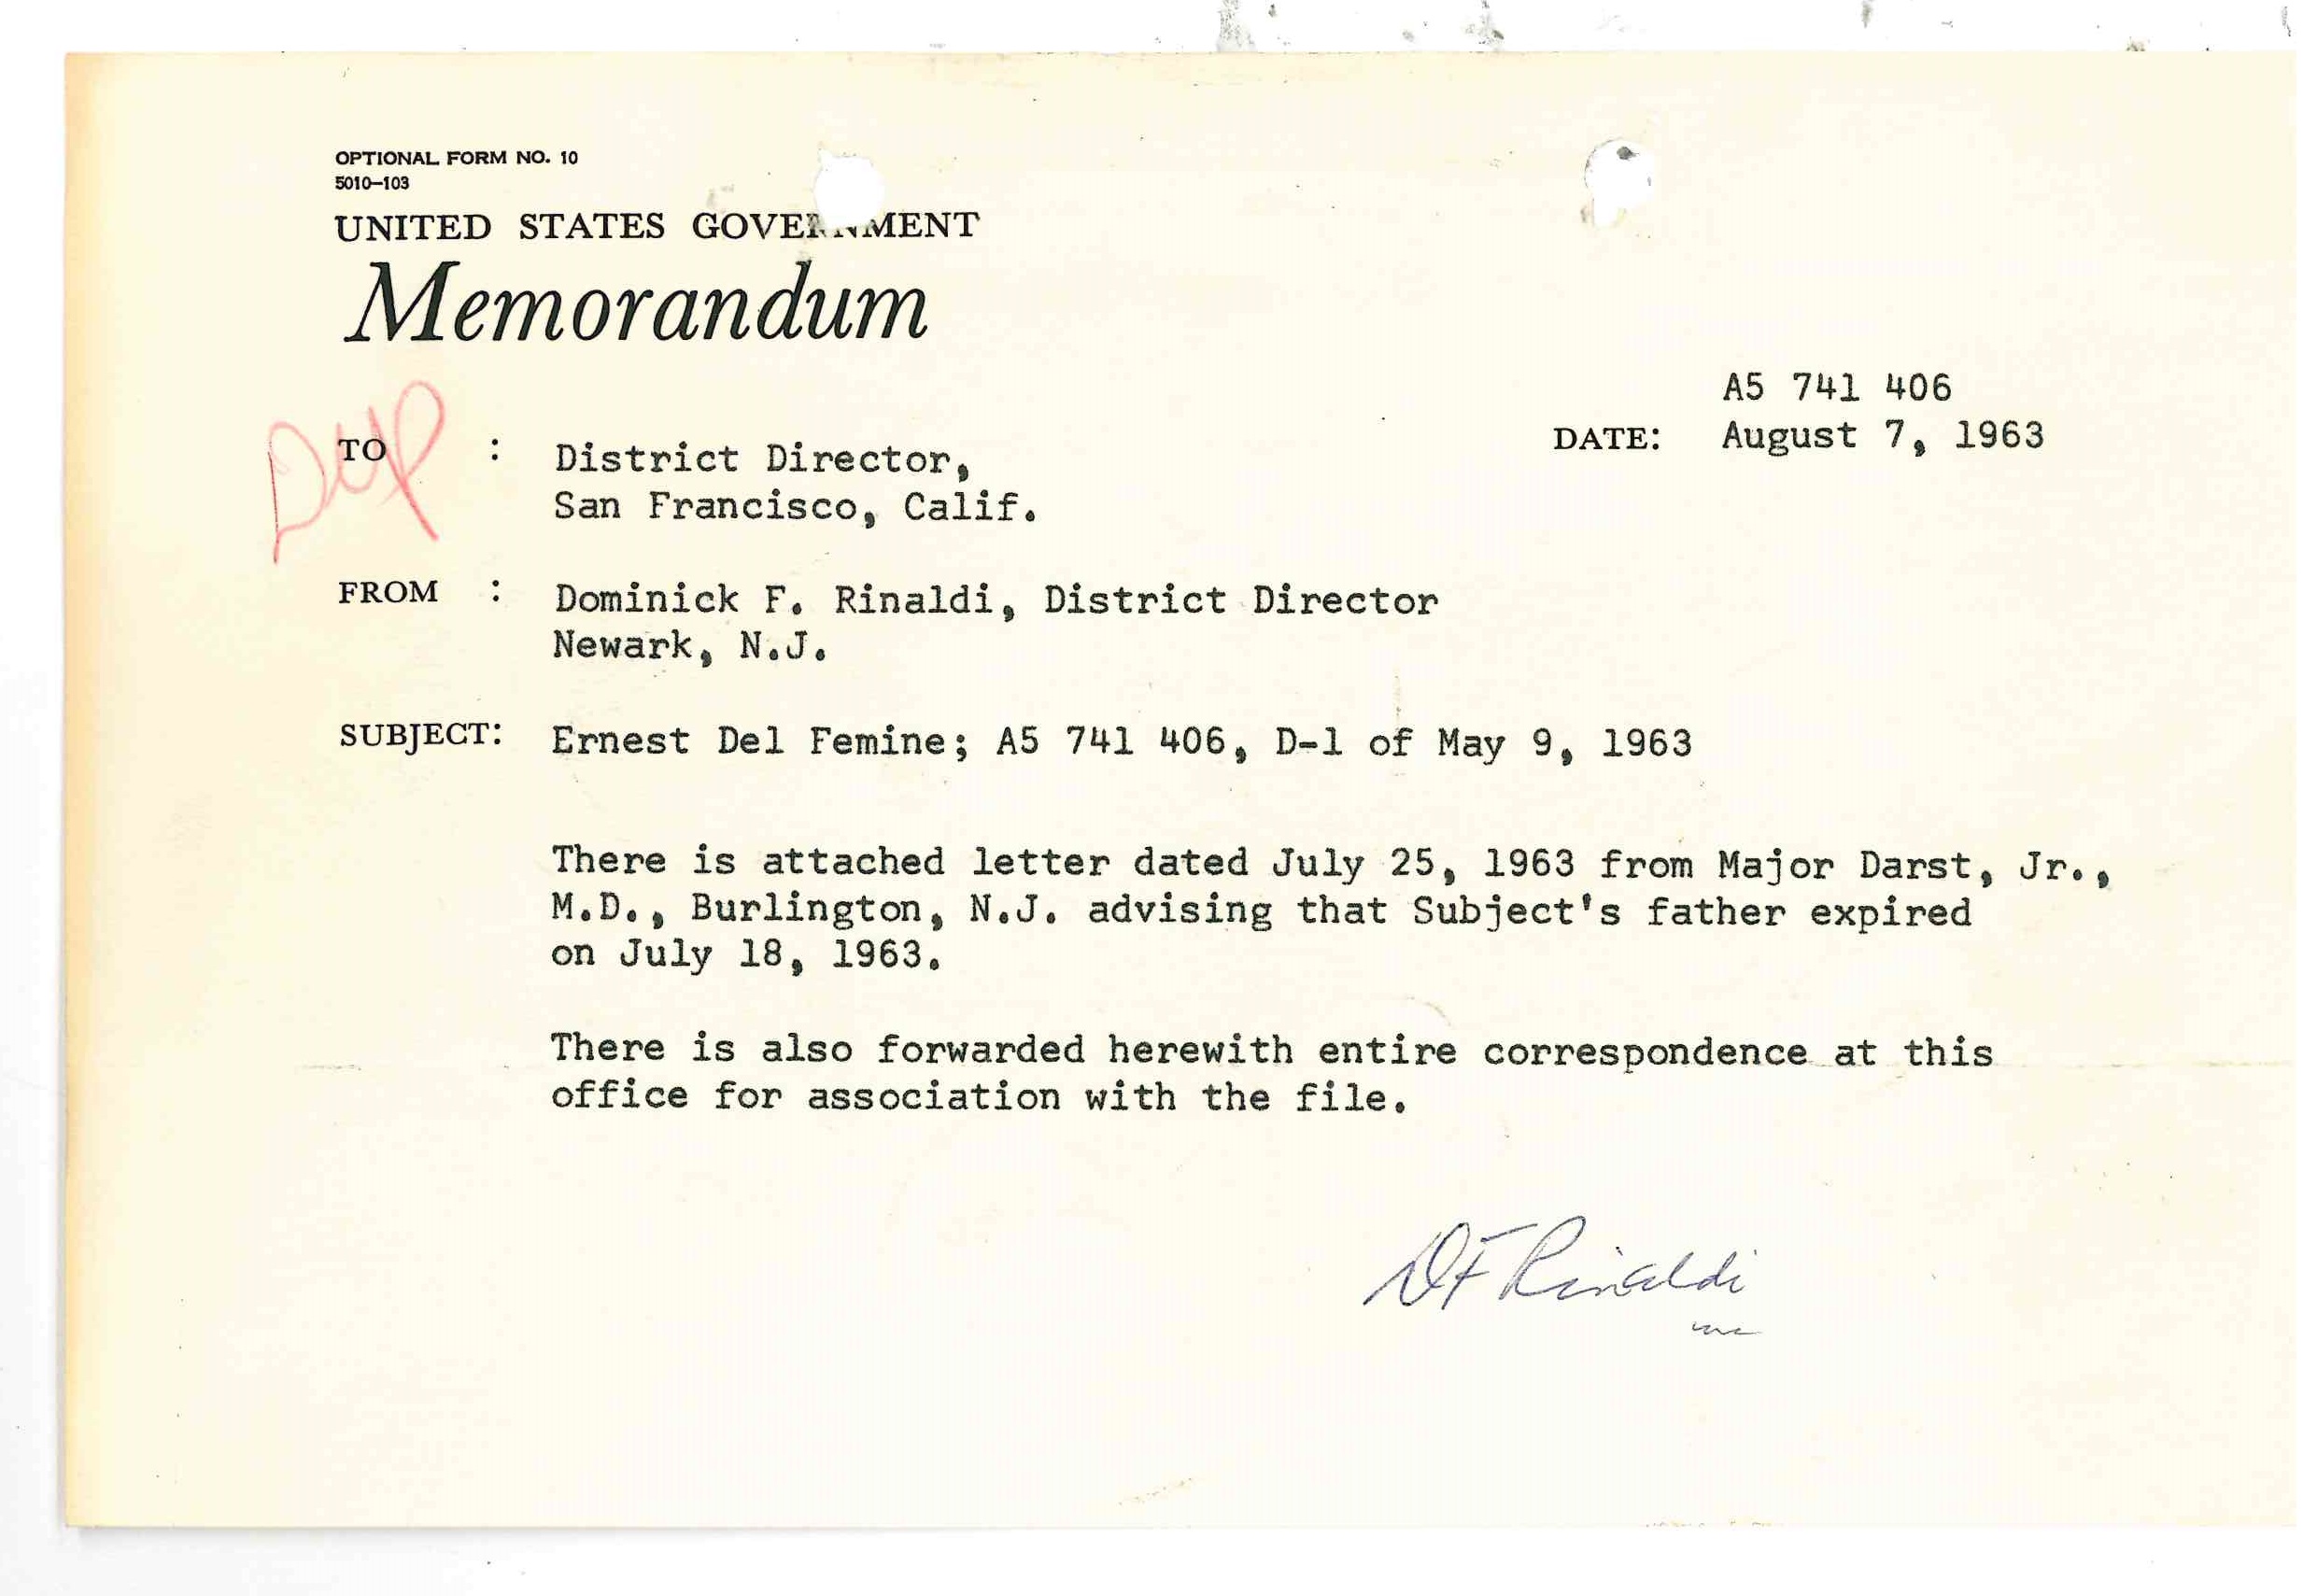 OPTIONAL FORM NO. 10
5010-103
UNITED STATES GOVERNMENT
Memorandum
A5 741 406
DUP
TO : District Director, DATE: August 7, 1963
San Francisco, Calif.
FROM : Dominick F. Rinaldi, District Director
Newark, N.J.
SUBJECT: Ernest Del Femine; A5 741 406, D-1 of May 9, 1963
There is attached letter dated July 25, 1963 from Major Darst, Jr.,
M.D., Burlington, N.J. advising that Subject's father expired
on July 18, 1963.
There is also forwarded herewith entire correspondence at this
office for association with the file.
DF Rinaldi